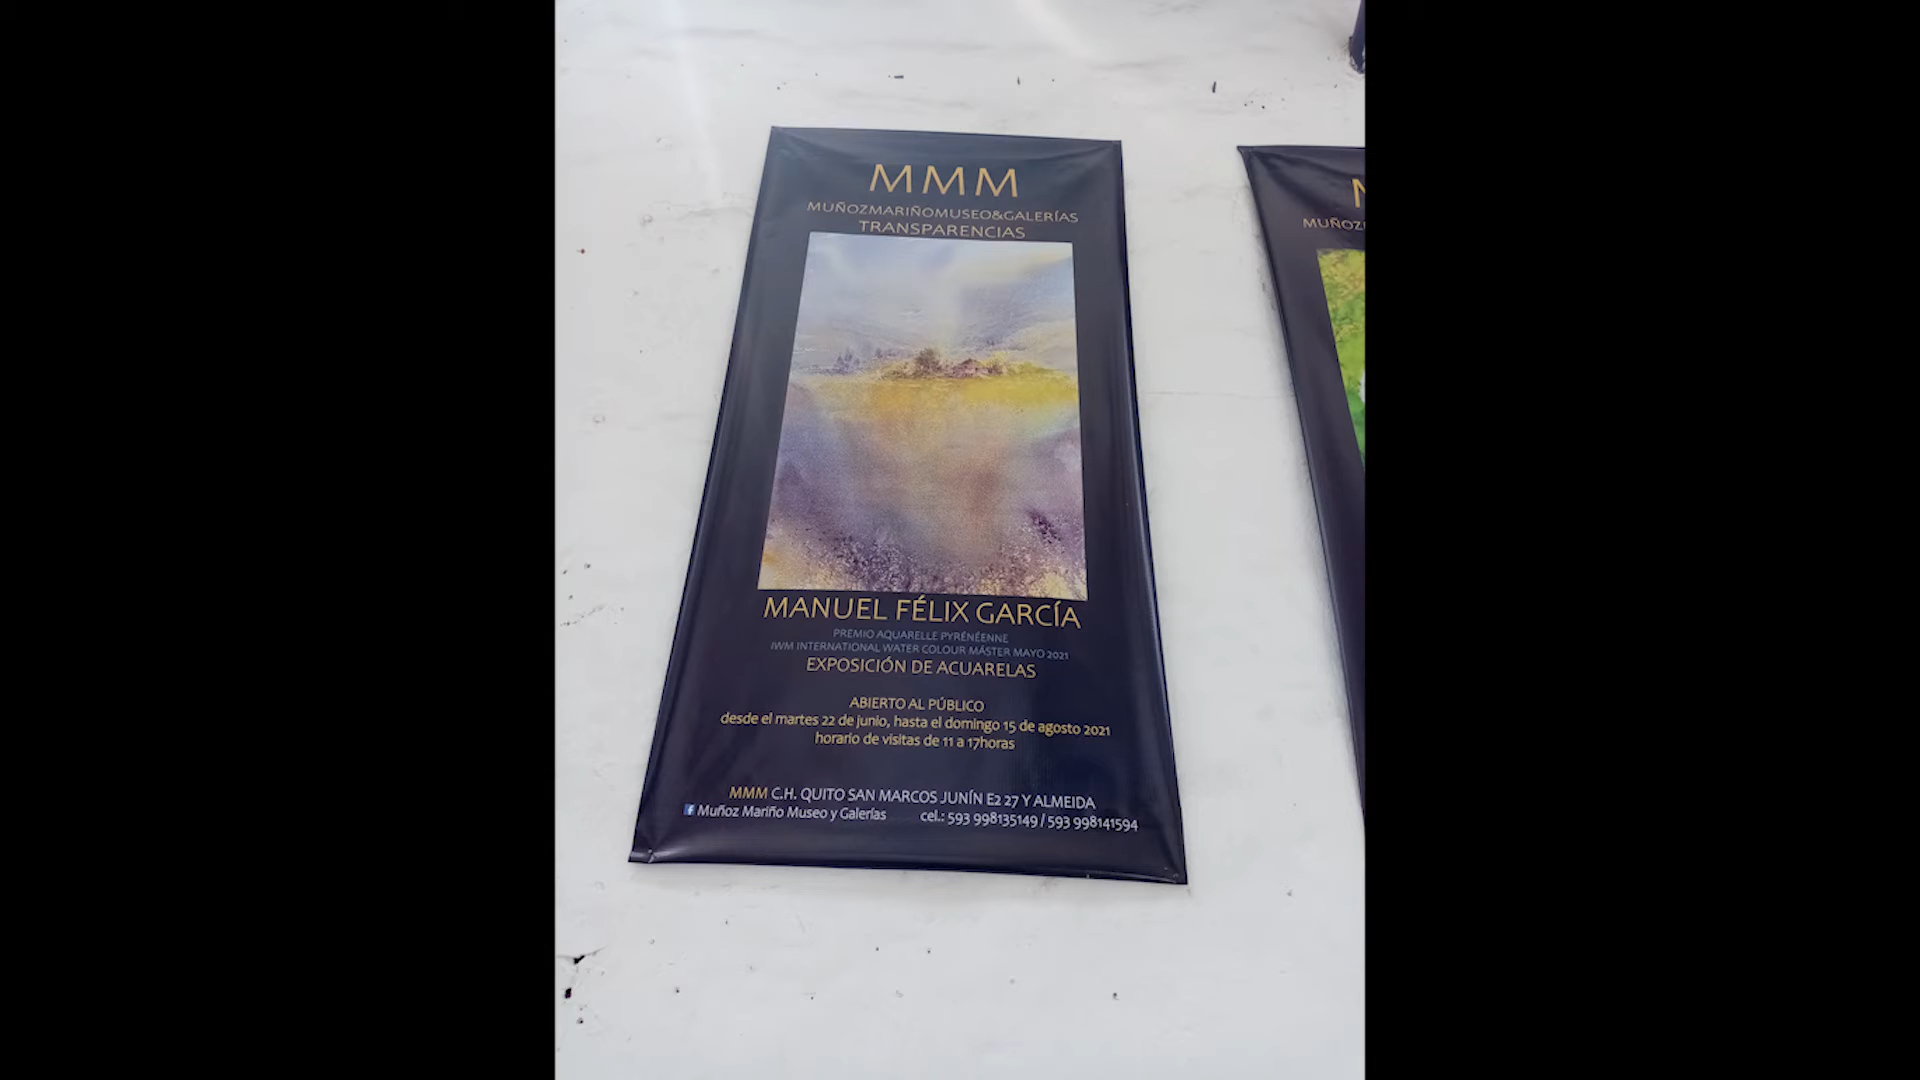 MMM
MUÑOZMARIÑOMUSEO&GALERÍAS
TRANSPARENCIAS
MANUEL FÉLIX GARCÍA
PREMIO AQUARELLE PYRÉNÉENNE
IWM INTERNATIONAL WATER COLOUR MÁSTER MAYO 2021
EXPOSICIÓN DE ACUARELAS
ABIERTO AL PÚBLICO
desde el martes 22 de junio, hasta el domingo 15 de agosto 2021
horario de visitas de 11 a 17horas
MMM C.H. QUITO SAN MARCOS JUNÍN E2 27 Y ALMEIDA
Muñoz Mariño Museo y Galerías cel.: 593 998135149 / 593 998141594
MUÑOZ